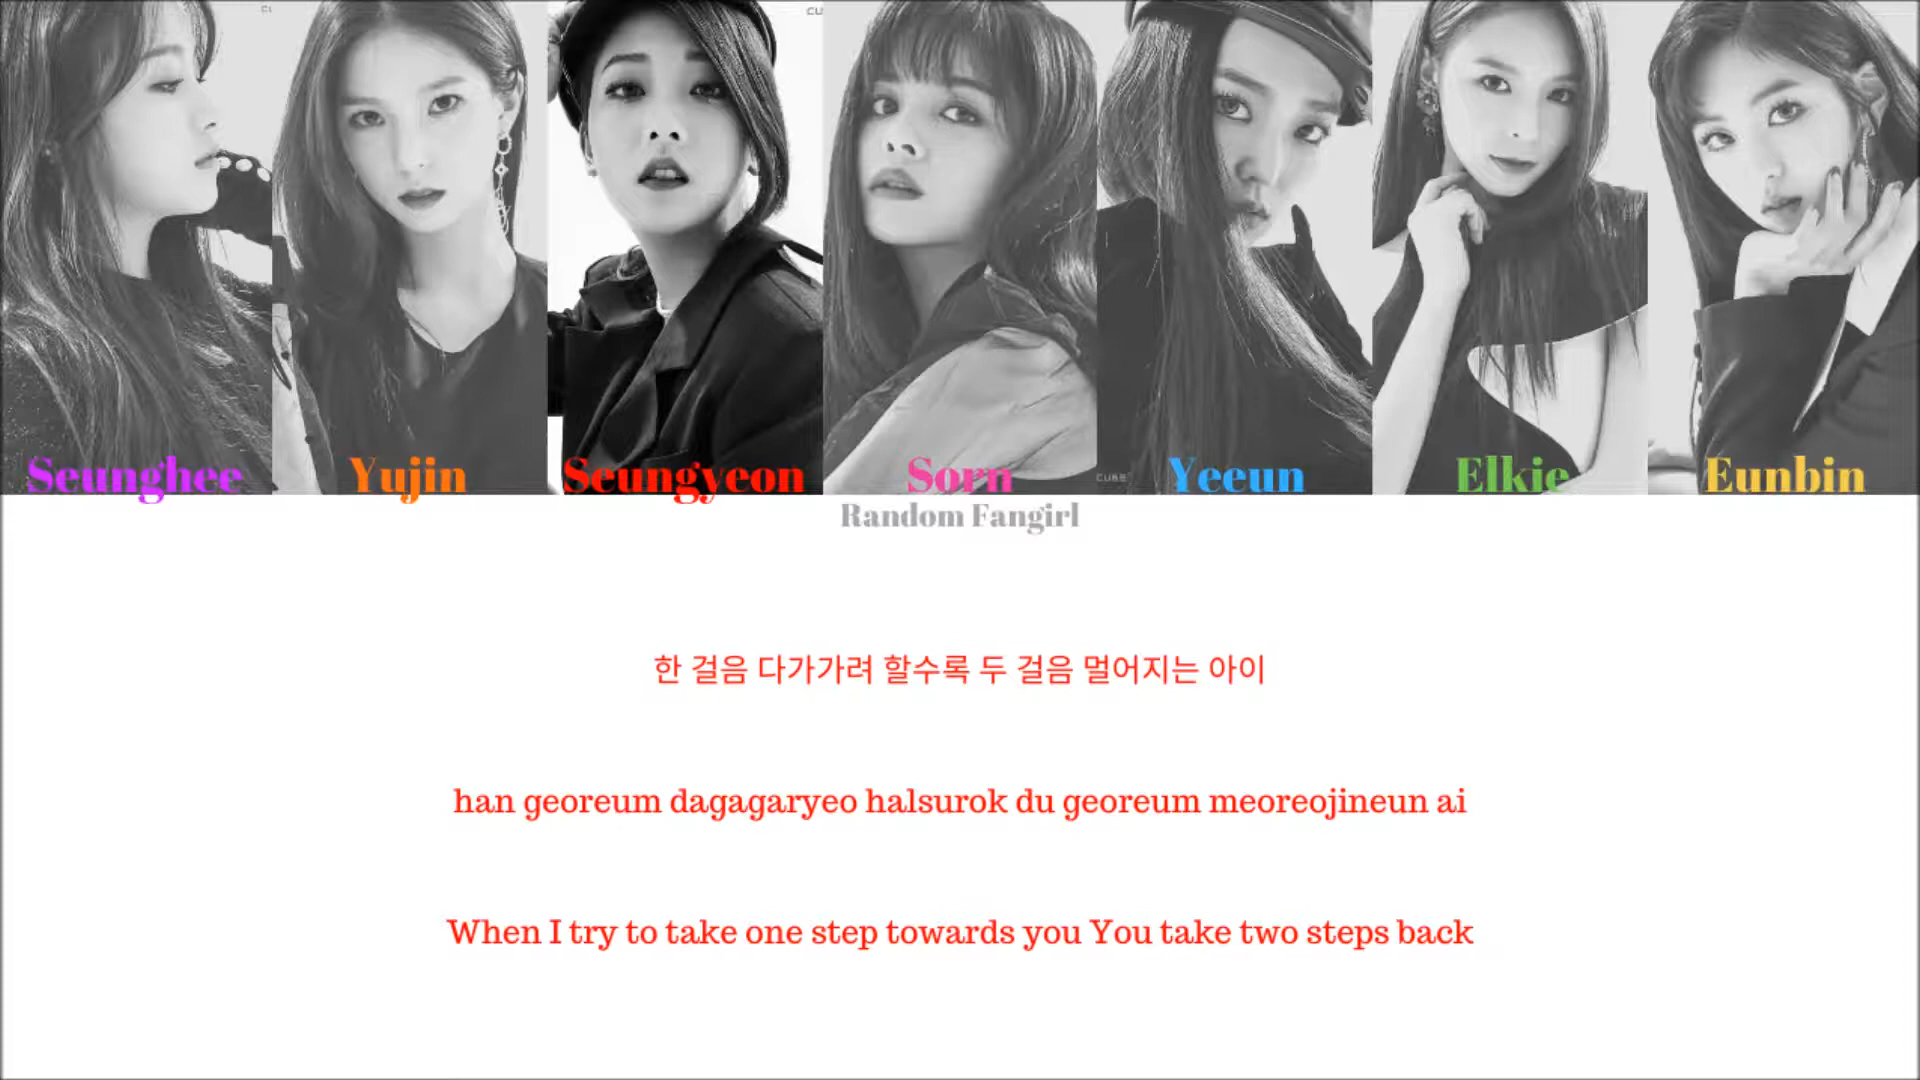 Seunghee Yujin Seungyeon Sorn Yeeun Elkie Eunbin
CUBE
Random Fangirl
한 걸음 다가가려 할수록 두 걸음 멀어지는 아이
han georeum dagagaryeo halsurok du georeum meoreojineun ai
When I try to take one step towards you You take two steps back